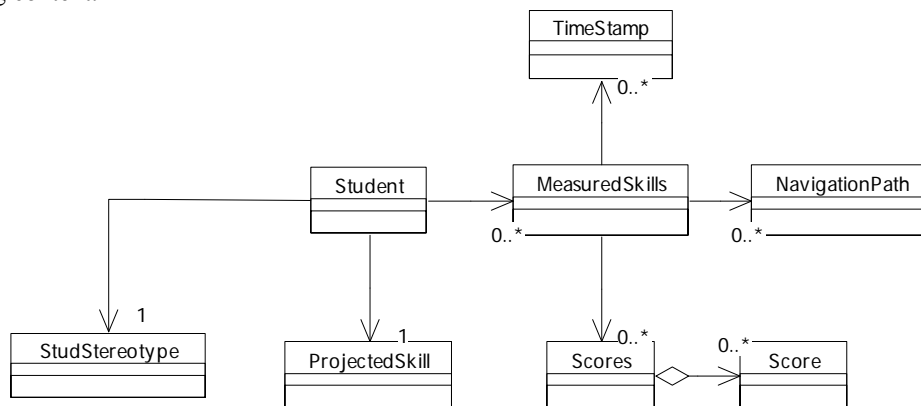 TimeStamp
0..*
Student
MeasuredSkills
NavigationPath
0..*
0..*
1
StudStereotype
1
ProjectedSkill
0..*
Scores
0..*
Score